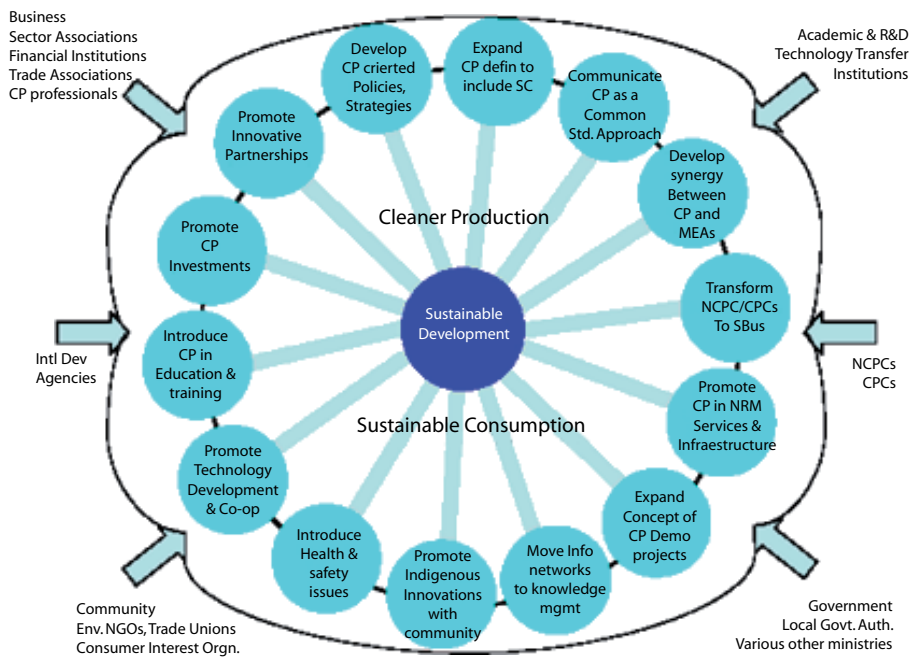 Business
Sector Associations
Financial Institutions
Trade Associations
CP professionals
Academic & R&D
Technology Transfer
Institutions
Develop
CP crierted
Policies,
Strategies
Expand
CP defin to
include SC
Communicate
CP as a
Common
Std. Approach
Develop
synergy
Between
CP and
MEAs
Transform
NCPC/CPCs
To SBus
Promote
CP in NRM
Services &
Infraestructure
Expand
Concept of
CP Demo
projects
Move Info
networks
to knowledge
mgmt
Promote
Indigenous
Innovations
with
community
Introduce
Health &
safety
issues
Promote
Technology
Development
& Co-op
Introduce
CP in
Education &
training
Promote
CP
Investments
Promote
Innovative
Partnerships
Cleaner Production
Sustainable
Development
Sustainable Consumption
Intl Dev
Agencies
NCPCs
CPCs
Community
Env. NGOs, Trade Unions
Consumer Interest Orgn.
Government
Local Govt. Auth.
Various other ministries